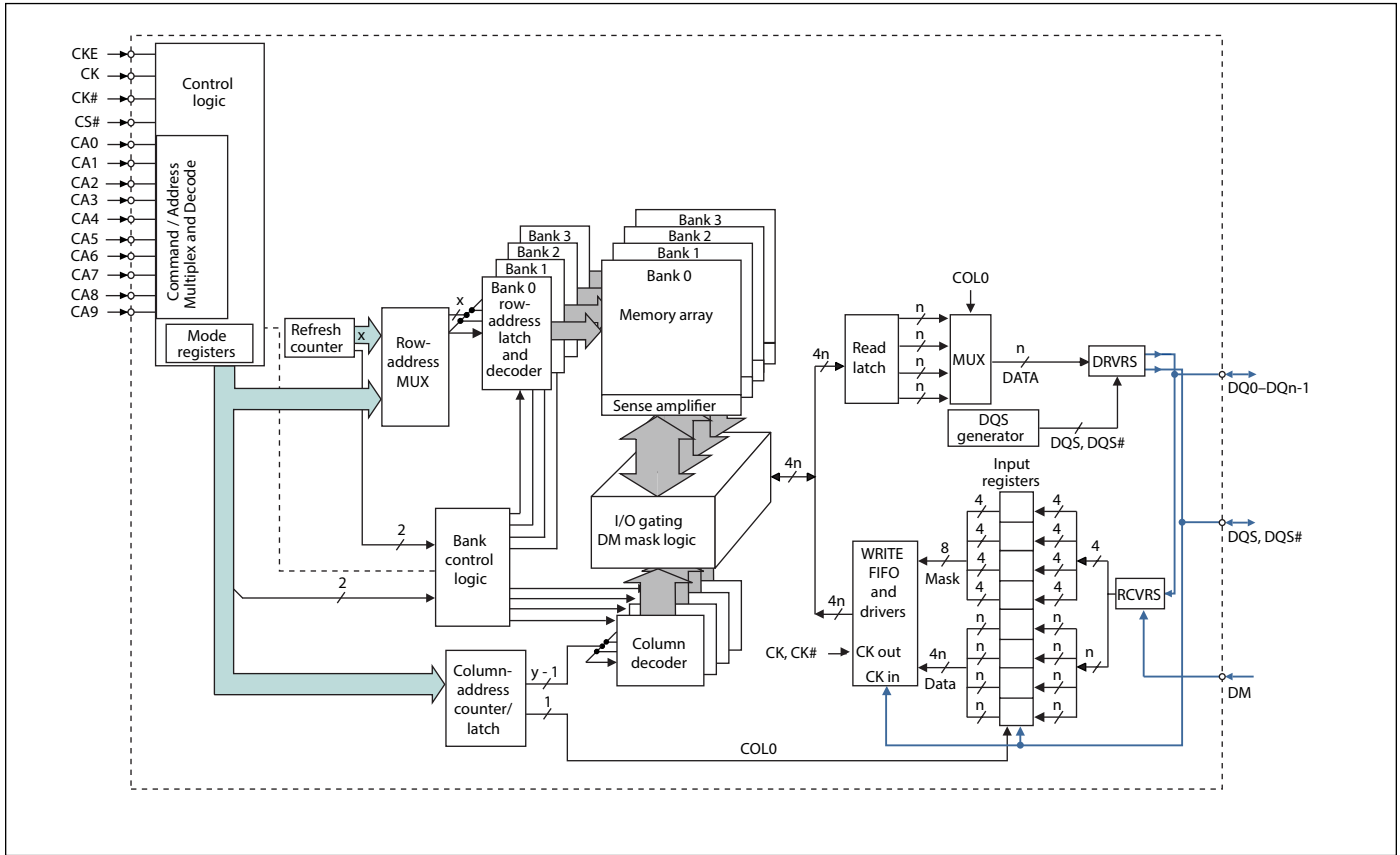 CKE
CK
CK#
CS#
CA0
CA1
CA2
CA3
CA4
CA5
CA6
CA7
CA8
CA9
Control
logic
Command / Address
Multiplex and Decode
Mode
registers
Refresh
counter
x
Row-
address
MUX
x
Bank 3
Bank 2
Bank 1
Bank 0
row-
address
latch
and
decoder
Bank 3
Bank 2
Bank 1
Bank 0
Memory array
Sense amplifier
2
2
Bank
control
logic
I/O gating
DM mask logic
Column
decoder
Column-
address
counter/
latch
y - 1
1
COL0
4n
4n
4n
Read
latch
n
n
n
n
COL0
MUX
n
DATA
DRVRS
DQS
generator
DQS, DQS#
Input
registers
4
4
4
4
4
4
4
4
4
8
Mask
WRITE
FIFO
and
drivers
CK out
CK in
CK, CK#
4n
Data
n
n
n
n
n
n
n
n
n
RCVRS
DQ0–DQn-1
DQS, DQS#
DM